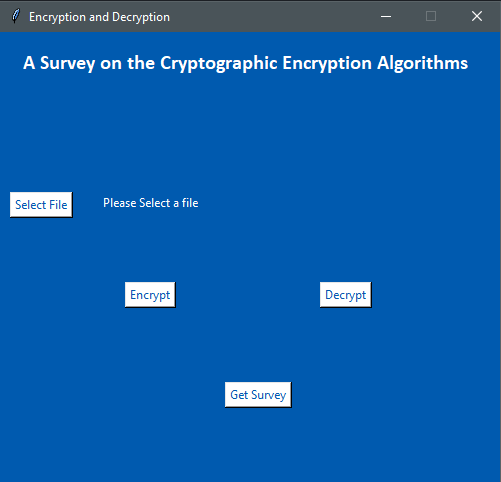 Encryption and Decryption
A Survey on the Cryptographic Encryption Algorithms
Select File
Please Select a file
Encrypt
Decrypt
Get Survey